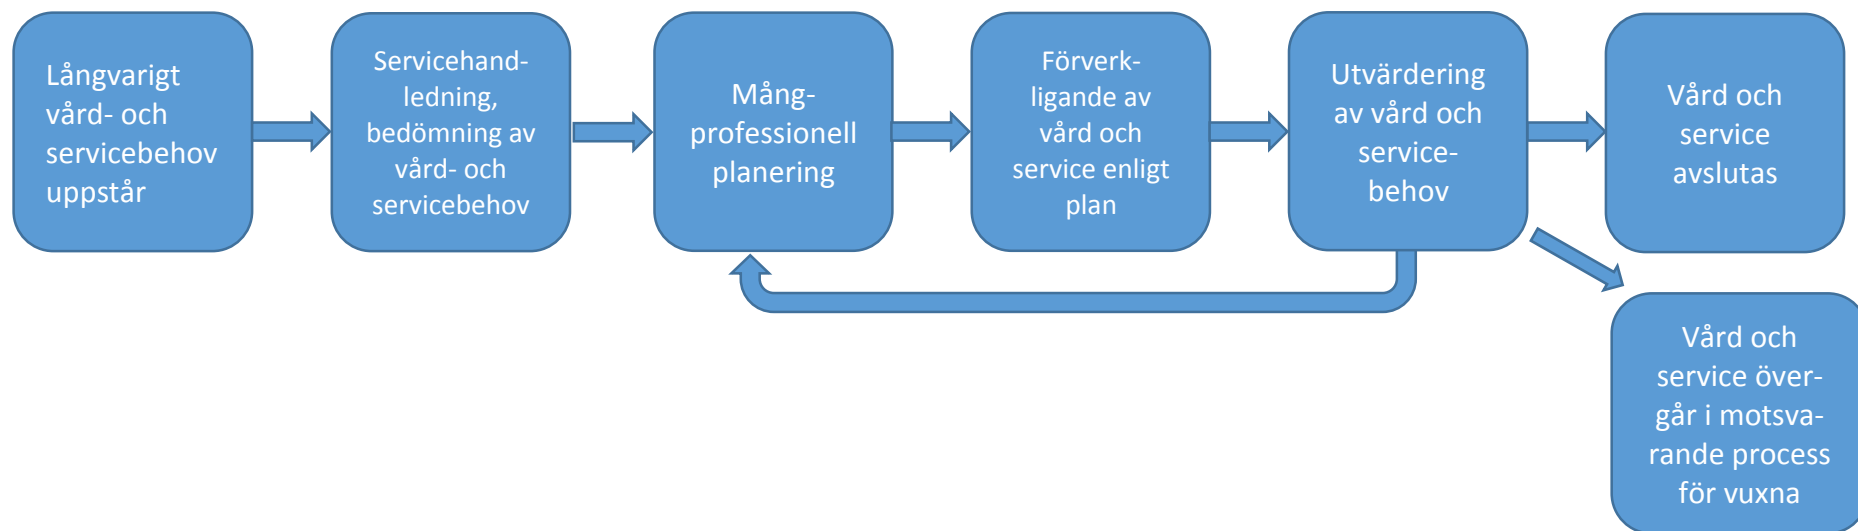 Långvarigt
vård- och
servicebehov
uppstår
Servicehand-
ledning,
bedömning av
vård- och
servicebehov
Mång-
professionell
planering
Förverk-
ligande av
vård och
service enligt
plan
Utvärdering
av vård och
service-
behov
Vård och
service
avslutas
Vård och
service över-
går i motsva-
rande process
för vuxna